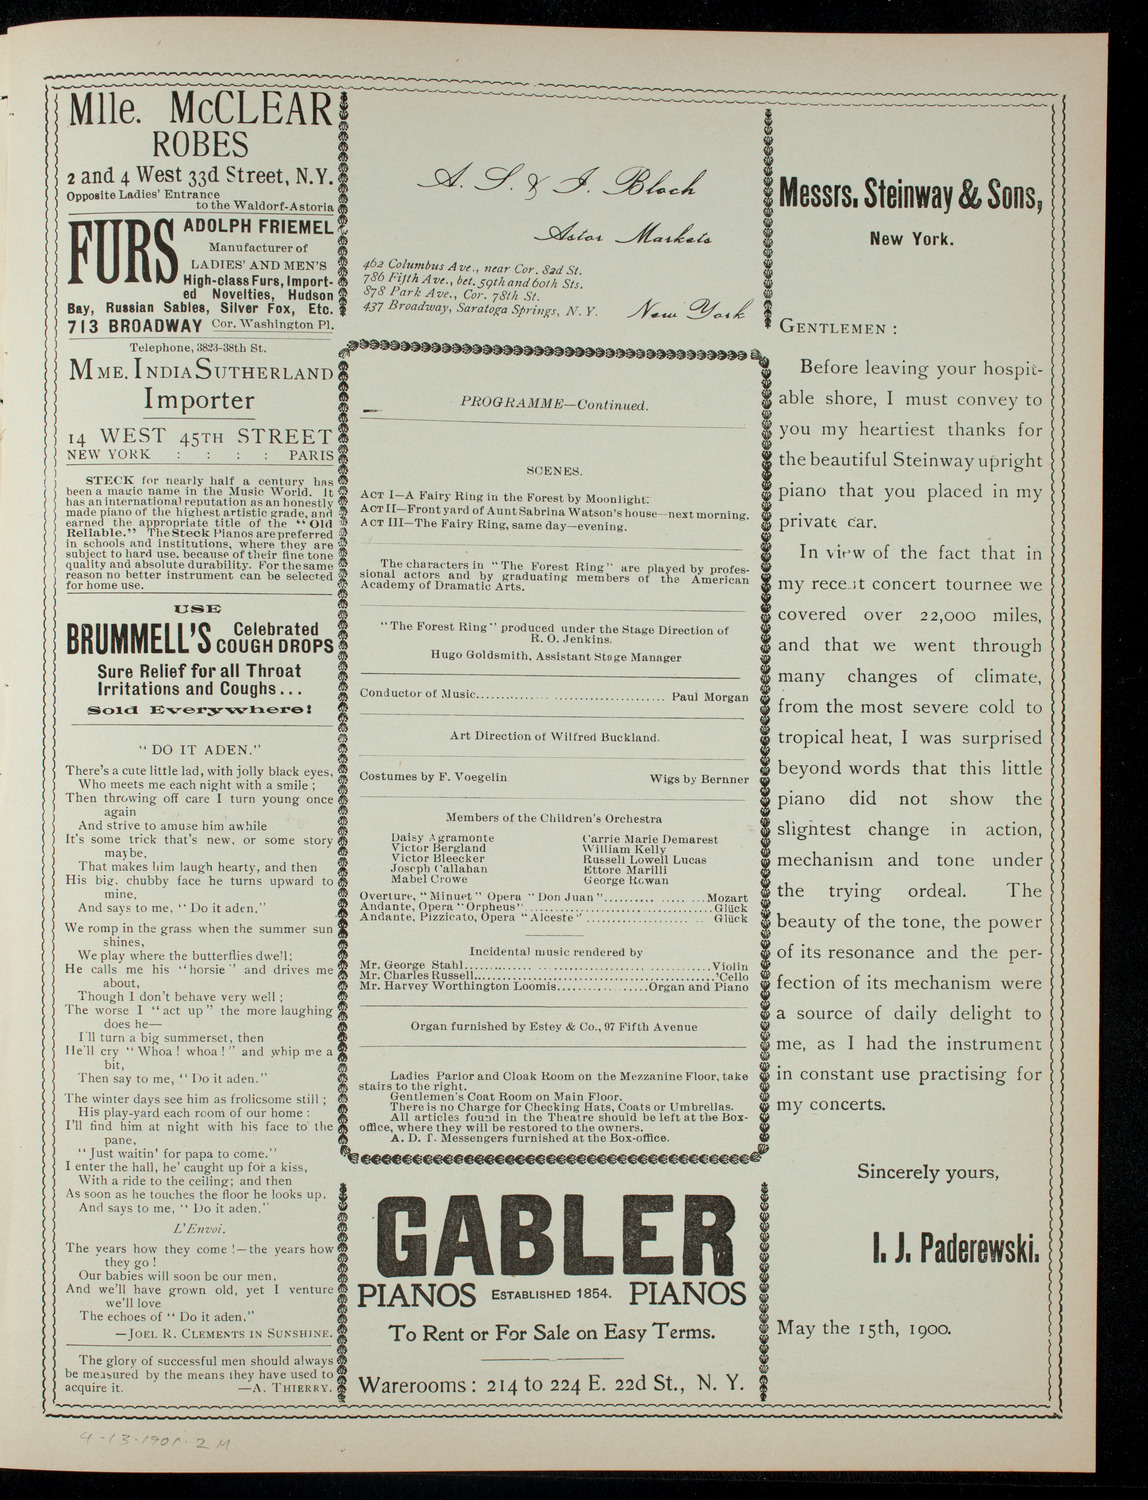 Mlle. McCLEAR
ROBES
2 and 4 West 33d Street, N.Y.
Opposite Ladies' Entrance
to the Waldorf-Astoria
FURS
ADOLPH FRIEMEL
Manufacturer of
LADIES' AND MEN'S
High-class Furs, Import-
ed Novelties, Hudson
Bay, Russian Sables, Silver Fox, Etc.
713 BROADWAY Cor. Washington Pl.
Telephone, 3823-38th St.
MME. INDIA SUTHERLAND
Importer
14 WEST 45TH STREET
NEW YORK : : : : PARIS
STECK for nearly half a century has
been a magic name in the Music World. It
has an international reputation as an honestly
made piano of the highest artistic grade, and
earned the appropriate title of the "Old
Reliable." The Steck Pianos are preferred
in schools and institutions, where they are
subject to hard use, because of their fine tone
quality and absolute durability. For the same
reason no better instrument can be selected
for home use.
USE
BRUMMELL'S Celebrated
COUGH DROPS
Sure Relief for all Throat
Irritations and Coughs...
Sold Everywhere!
"DO IT ADEN."
There's a cute little lad, with jolly black eyes,
Who meets me each night with a smile ;
Then throwing off care I turn young once
again
And strive to amuse him awhile
It's some trick that's new, or some story
maybe,
That makes him laugh hearty, and then
His big, chubby face he turns upward to
mine,
And says to me, "Do it aden."
We romp in the grass when the summer sun
shines,
We play where the butterflies dwell;
He calls me his "horsie" and drives me
about,
Though I don't behave very well ;
The worse I "act up" the more laughing
does he—
I'll turn a big summerset, then
He'll cry "Whoa ! whoa !" and whip me a
bit,
Then say to me, "Do it aden."
The winter days see him as frolicsome still ;
His play-yard each room of our home :
I'll find him at night with his face to the
pane,
"Just waitin' for papa to come."
I enter the hall, he' caught up for a kiss,
With a ride to the ceiling; and then
As soon as he touches the floor he looks up,
And says to me, "Do it aden."
L'Envoi.
The years how they come !—the years how
they go !
Our babies will soon be our men,
And we'll have grown old, yet I venture
we'll love
The echoes of "Do it aden."
—JOEL R. CLEMENTS IN SUNSHINE.
The glory of successful men should always
be measured by the means they have used to
acquire it. —A. THIERRY.
A. S. & J. Bloch
Astor Markets
462 Columbus Ave., near Cor. 82d St.
786 Fifth Ave., bet. 59th and 60th Sts.
878 Park Ave., Cor. 78th St.
437 Broadway, Saratoga Springs, N. Y.
New York
PROGRAMME—Continued.
SCENES.
ACT I—A Fairy Ring in the Forest by Moonlight.
ACT II—Front yard of Aunt Sabrina Watson's house—next morning.
ACT III—The Fairy Ring, same day—evening.
The characters in "The Forest Ring" are played by profes-
sional actors and by graduating members of the American
Academy of Dramatic Arts.
"The Forest Ring" produced under the Stage Direction of
R. O. Jenkins.
Hugo Goldsmith, Assistant Stage Manager
Conductor of Music.......... Paul Morgan
Art Direction of Wilfred Buckland.
Costumes by F. Voegelin Wigs by Bernner
Members of the Children's Orchestra
Daisy Agramonte Carrie Marie Demarest
Victor Bergland William Kelly
Victor Bleecker Russell Lowell Lucas
Joseph Callahan Ettore Marilli
Mabel Crowe George Rowan
Overture, "Minuet" Opera "Don Juan".......... Mozart
Andante, Opera "Orpheus".......... Glück
Andante, Pizzicato, Opera "Alceste".......... Glück
Incidental music rendered by
Mr. George Stahl.......... Violin
Mr. Charles Russell.......... 'Cello
Mr. Harvey Worthington Loomis.......... Organ and Piano
Organ furnished by Estey & Co., 97 Fifth Avenue
Ladies Parlor and Cloak Room on the Mezzanine Floor, take
stairs to the right.
Gentlemen's Coat Room on Main Floor.
There is no Charge for Checking Hats, Coats or Umbrellas.
All articles found in the Theatre should be left at the Box-
office, where they will be restored to the owners.
A. D. T. Messengers furnished at the Box-office.
GABLER
PIANOS ESTABLISHED 1854. PIANOS
To Rent or For Sale on Easy Terms.
Warerooms : 214 to 224 E. 22d St., N. Y.
Messrs. Steinway & Sons,
New York.
GENTLEMEN :
Before leaving your hospit-
able shore, I must convey to
you my heartiest thanks for
the beautiful Steinway upright
piano that you placed in my
private car.
In view of the fact that in
my recent concert tournee we
covered over 22,000 miles,
and that we went through
many changes of climate,
from the most severe cold to
tropical heat, I was surprised
beyond words that this little
piano did not show the
slightest change in action,
mechanism and tone under
the trying ordeal. The
beauty of the tone, the power
of its resonance and the per-
fection of its mechanism were
a source of daily delight to
me, as I had the instrument
in constant use practising for
my concerts.
Sincerely yours,
I. J. Paderewski.
May the 15th, 1900.
4-13-1901-2 M